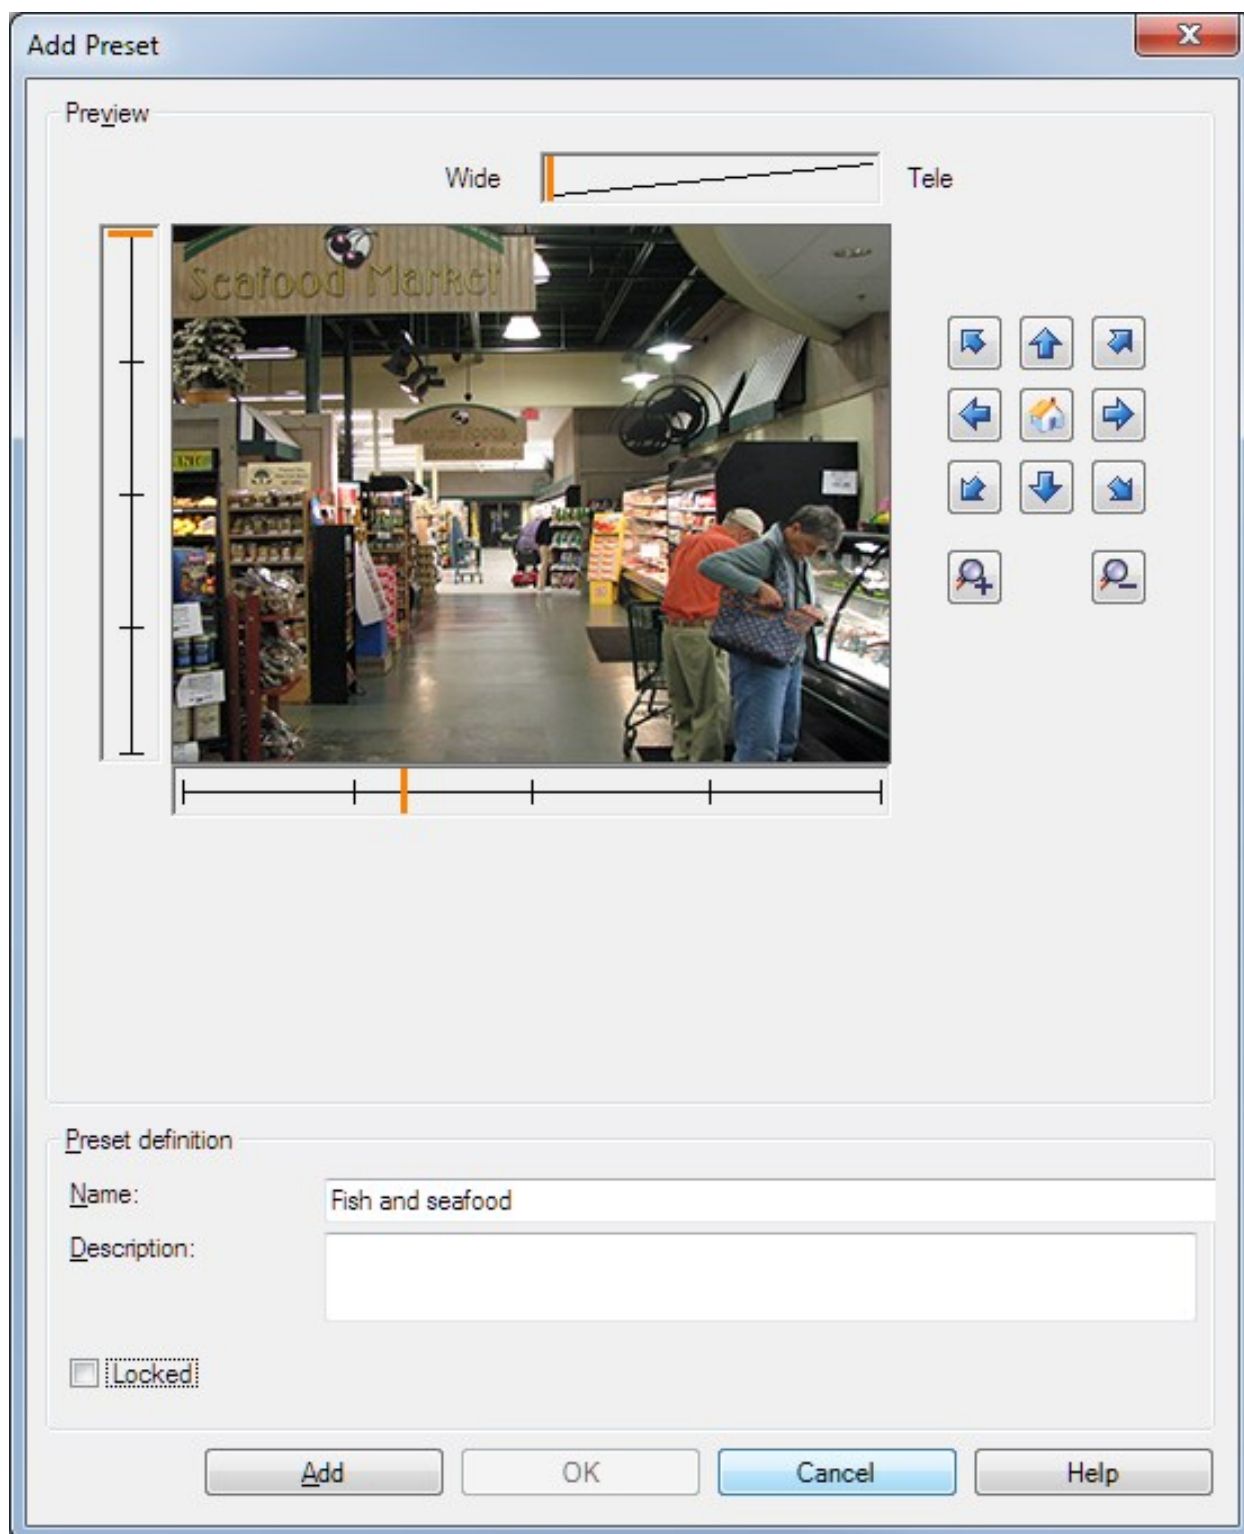 Add Preset
Preview
Wide
Tele
Seafood Market
Preset definition
Name:
Fish and seafood
Description:
Locked
Add
OK
Cancel
Help